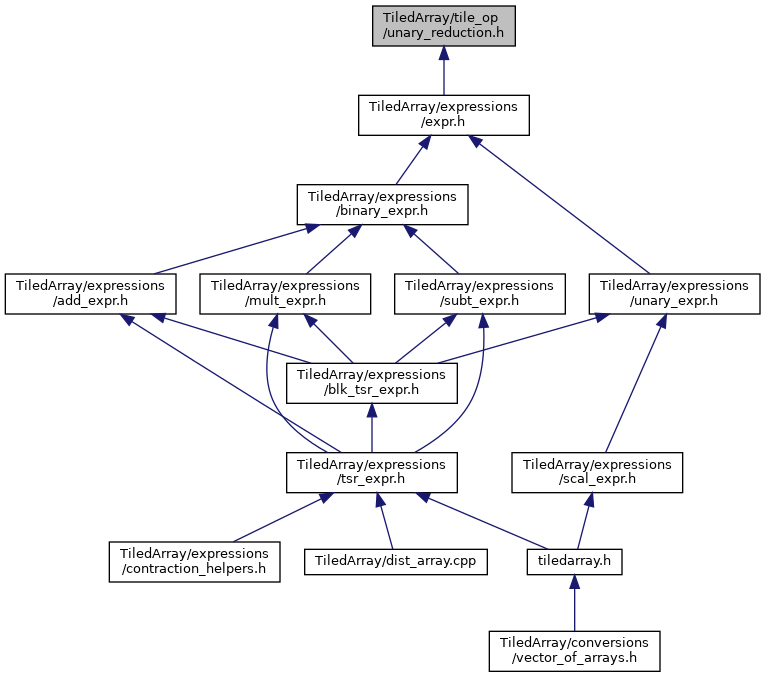 TiledArray/tile_op
/unary_reduction.h
TiledArray/expressions
/expr.h
TiledArray/expressions
/binary_expr.h
TiledArray/expressions
/add_expr.h
TiledArray/expressions
/mult_expr.h
TiledArray/expressions
/subt_expr.h
TiledArray/expressions
/unary_expr.h
TiledArray/expressions
/blk_tsr_expr.h
TiledArray/expressions
/tsr_expr.h
TiledArray/expressions
/scal_expr.h
TiledArray/expressions
/contraction_helpers.h
TiledArray/dist_array.cpp
tiledarray.h
TiledArray/conversions
/vector_of_arrays.h